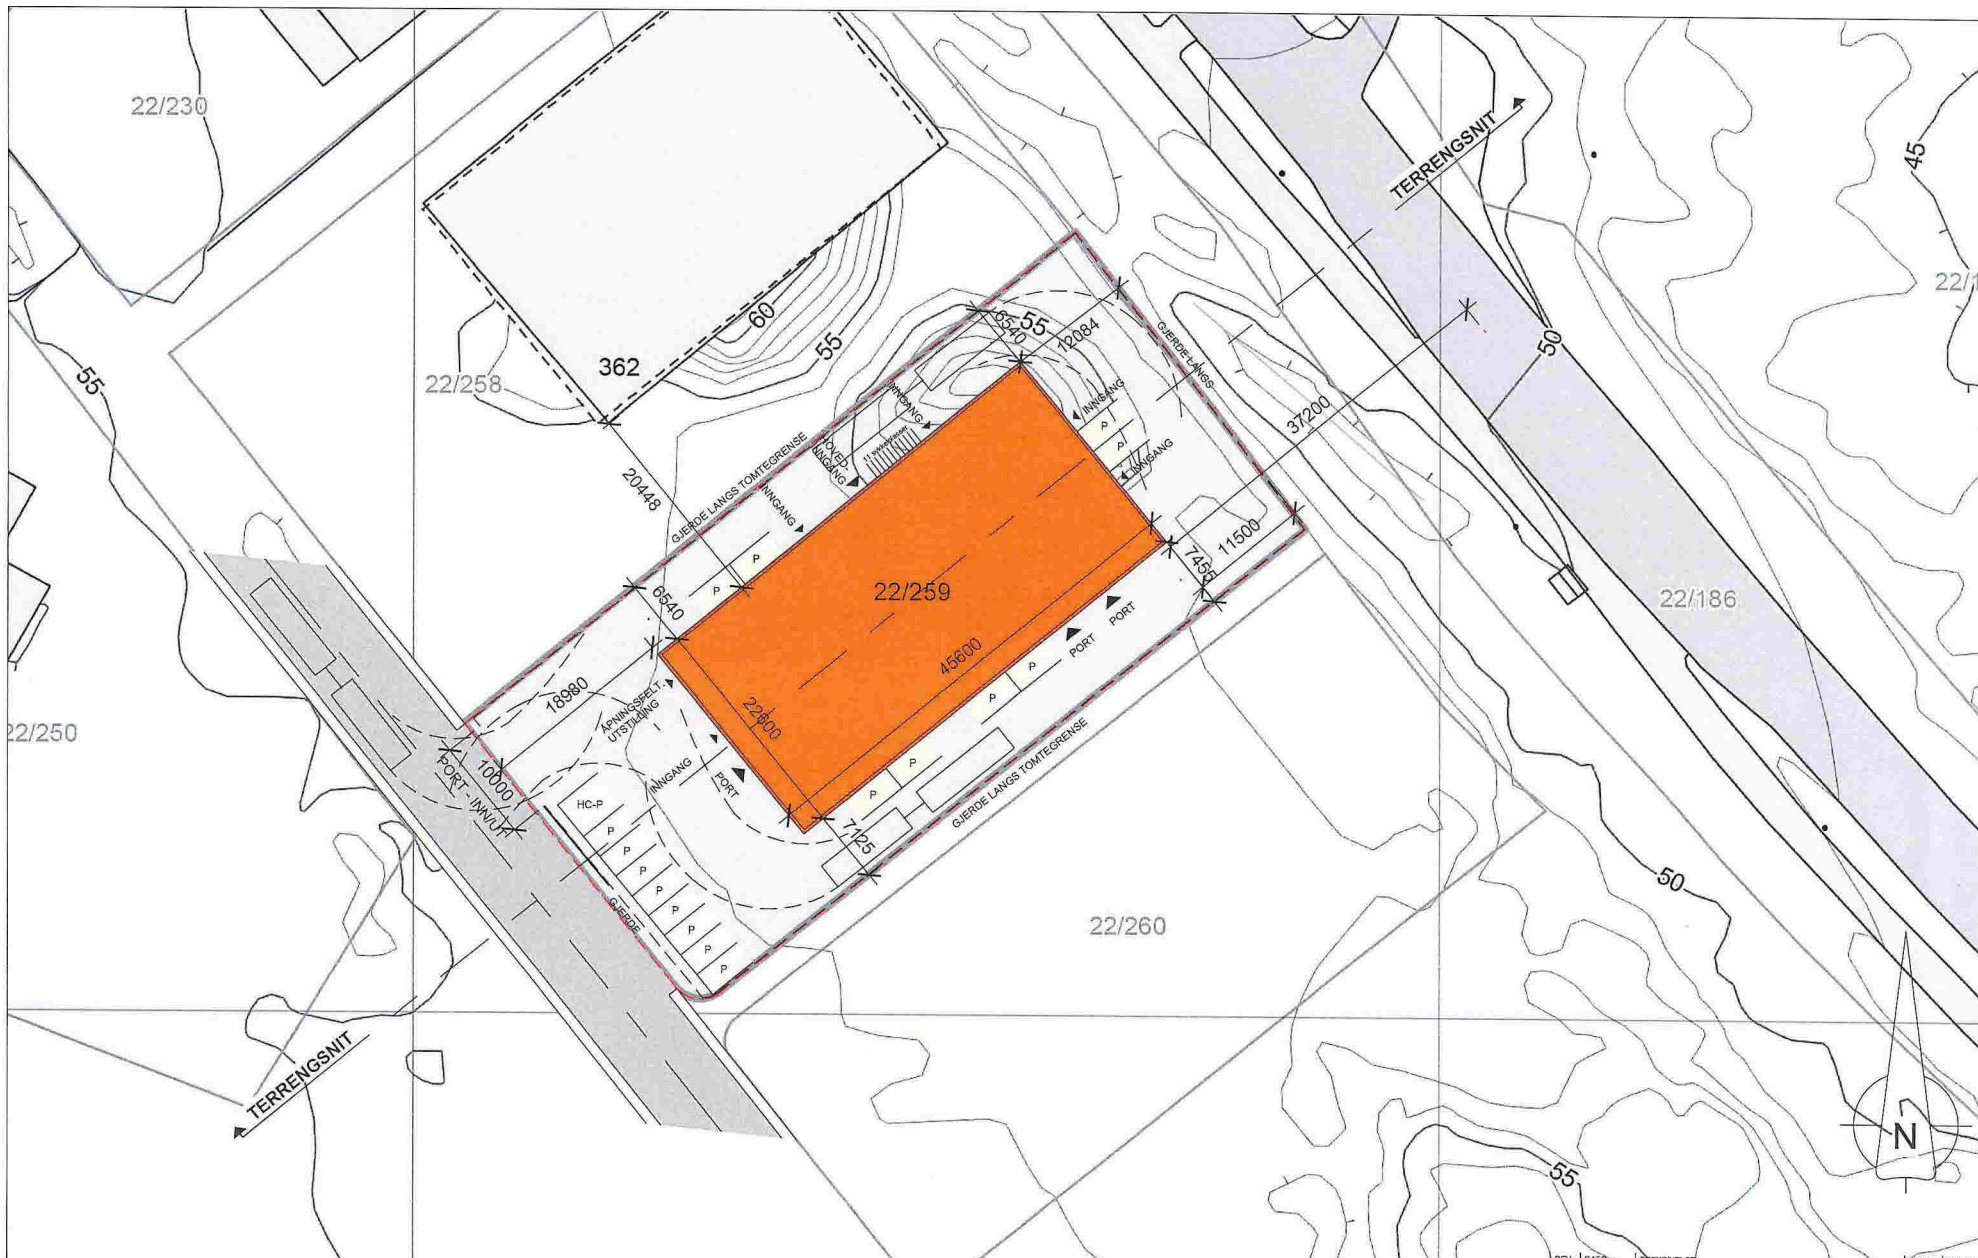 22/230
TERRENGSNIT
45
60
55
55
362
22/258
55
6540
12084
GJERDE LANGS
50
37200
INNGANG
INNGANG
HOVED-
INNGANG
11 sykkelplasser
P
P
INNGANG
GJERDE LANGS TOMTEGRENSE
INNGANG
20448
P
P
6540
22/259
7455
11500
22/186
PORT
PORT
45600
P
P
18980
ÅPNINGSFELT
UTSTILLING
22600
22/250
10000
PORT - INN/UT
INNGANG
PORT
P
P
GJERDE LANGS TOMTEGRENSE
HC-P
P
P
P
P
P
P
P
P
P
7125
GJERDE
50
22/260
TERRENGSNIT
N
55